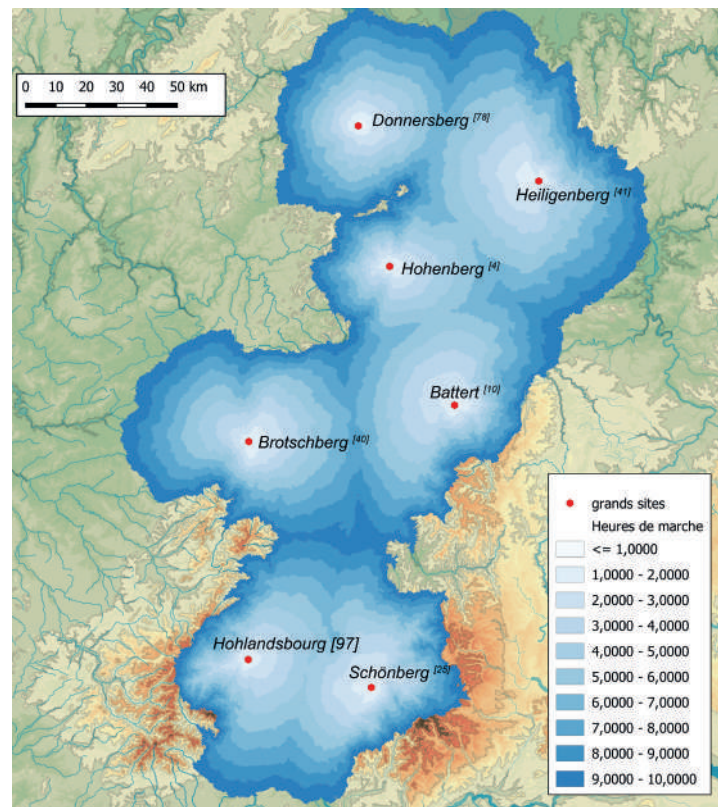 0 10 20 30 40 50 km
Donnersberg [78]
Heiligenberg [41]
Hohenberg [4]
Battert [10]
Brotschberg [40]
Hohlandsbourg [97]
Schönberg [25]
grands sites
Heures de marche
<= 1,0000
1,0000 - 2,0000
2,0000 - 3,0000
3,0000 - 4,0000
4,0000 - 5,0000
5,0000 - 6,0000
6,0000 - 7,0000
7,0000 - 8,0000
8,0000 - 9,0000
9,0000 - 10,0000